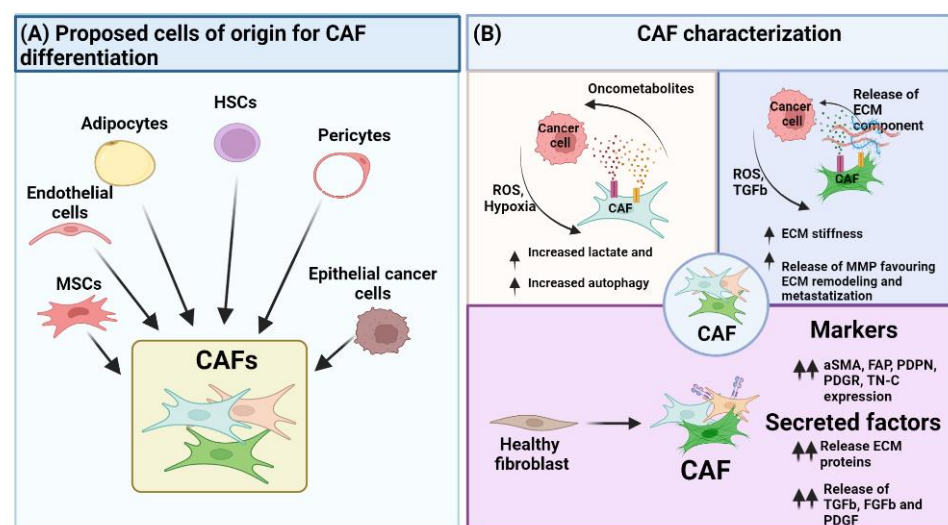 (A) Proposed cells of origin for CAF
differentiation
HSCs
Adipocytes
Pericytes
Endothelial
cells
MSCs
Epithelial cancer
cells
CAFs
(B)
CAF characterization
Oncometabolites
Cancer
cell
ROS,
Hypoxia
CAF
Increased lactate and
Increased autophagy
Release of
ECM
component
Cancer
cell
ROS,
TGFb
CAF
ECM stiffness
Release of MMP favouring
ECM remodeling and
metastatization
CAF
Healthy
fibroblast
CAF
Markers
aSMA, FAP, PDPN,
PDGR, TN-C
expression
Secreted factors
Release ECM
proteins
Release of
TGFb, FGFb and
PDGF